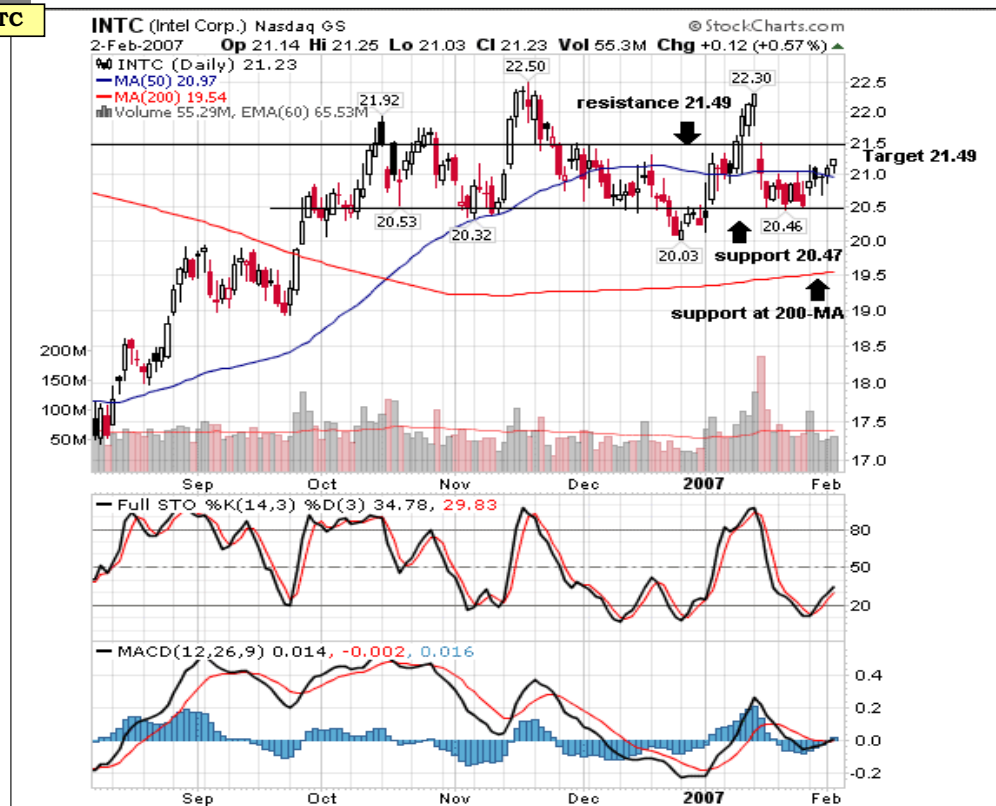 TC
INTC (Intel Corp.) Nasdaq GS
© StockCharts.com
2-Feb-2007 Op 21.14 Hi 21.25 Lo 21.03 Cl 21.23 Vol 55.3M Chg +0.12 (+0.57%)
INTC (Daily) 21.23
MA(50) 20.97
MA(200) 19.54
Volume 55.29M, EMA(60) 65.53M
22.50
22.30
21.92
resistance 21.49
Target 21.49
20.53
20.32
20.03
20.46
support 20.47
support at 200-MA
22.5
22.0
21.5
21.0
20.5
20.0
19.5
19.0
18.5
18.0
17.5
17.0
200M
150M
100M
50M
Sep Oct Nov Dec 2007 Feb
Full STO %K(14,3) %D(3) 34.78, 29.83
80
50
20
MACD(12,26,9) 0.014, -0.002, 0.016
0.4
0.2
0.0
-0.2
Sep Oct Nov Dec 2007 Feb